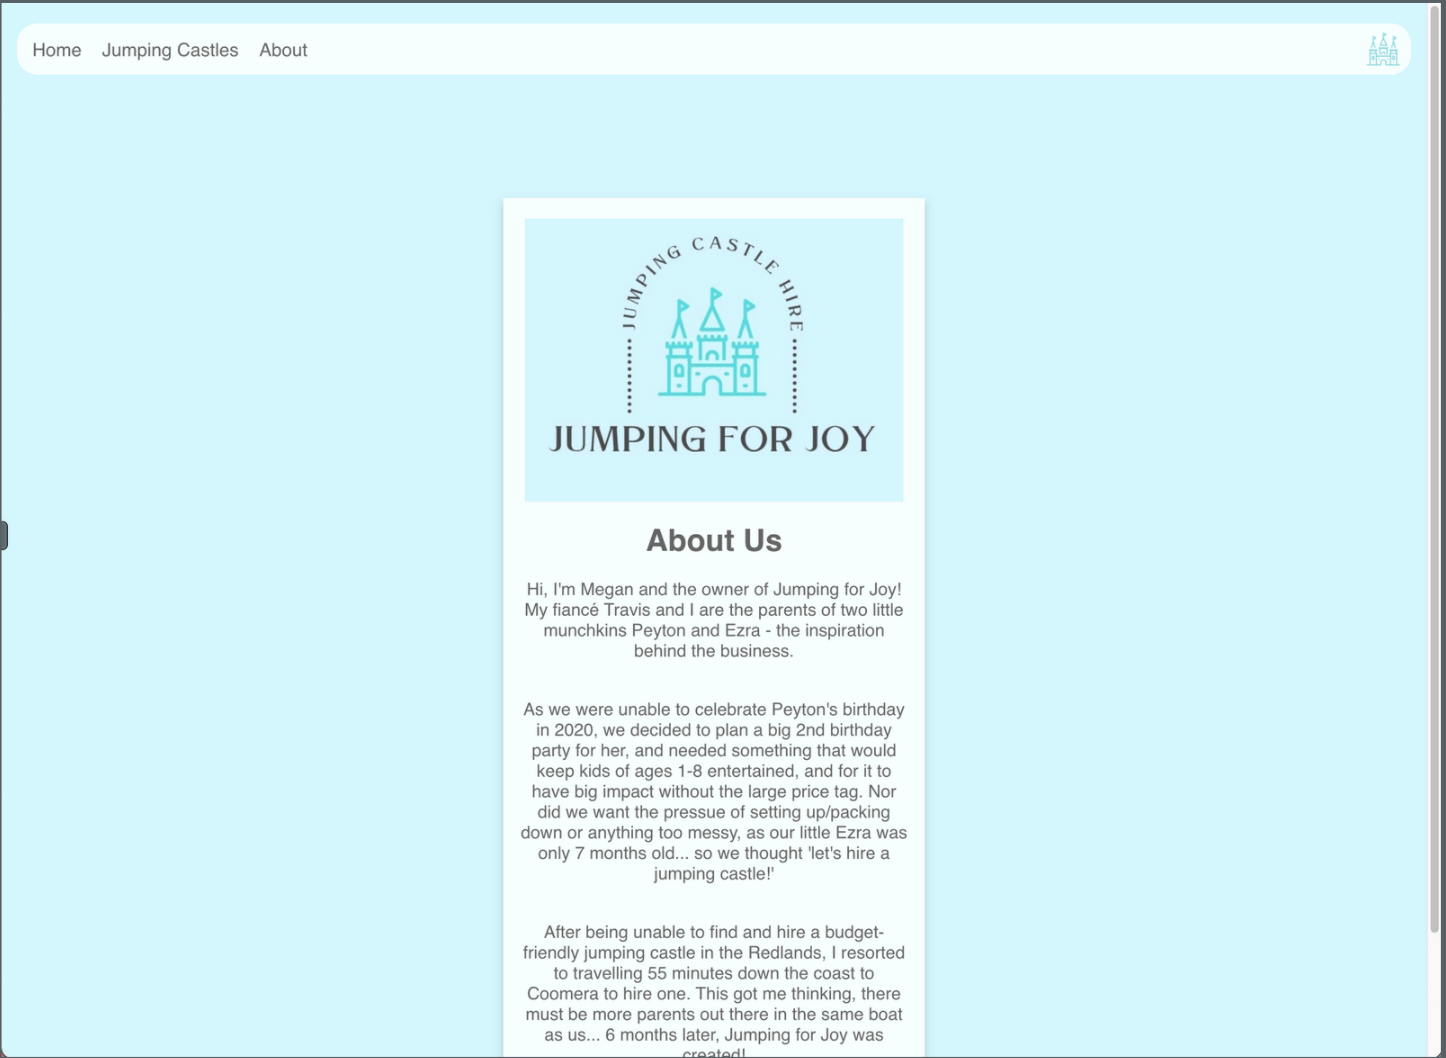 Home Jumping Castles About
JUMPING CASTLE HIRE
JUMPING FOR JOY
About Us
Hi, I'm Megan and the owner of Jumping for Joy!
My fiancé Travis and I are the parents of two little
munchkins Peyton and Ezra - the inspiration
behind the business.
As we were unable to celebrate Peyton's birthday
in 2020, we decided to plan a big 2nd birthday
party for her, and needed something that would
keep kids of ages 1-8 entertained, and for it to
have big impact without the large price tag. Nor
did we want the pressue of setting up/packing
down or anything too messy, as our little Ezra was
only 7 months old... so we thought 'let's hire a
jumping castle!'
After being unable to find and hire a budget-
friendly jumping castle in the Redlands, I resorted
to travelling 55 minutes down the coast to
Coomera to hire one. This got me thinking, there
must be more parents out there in the same boat
as us... 6 months later, Jumping for Joy was
created!